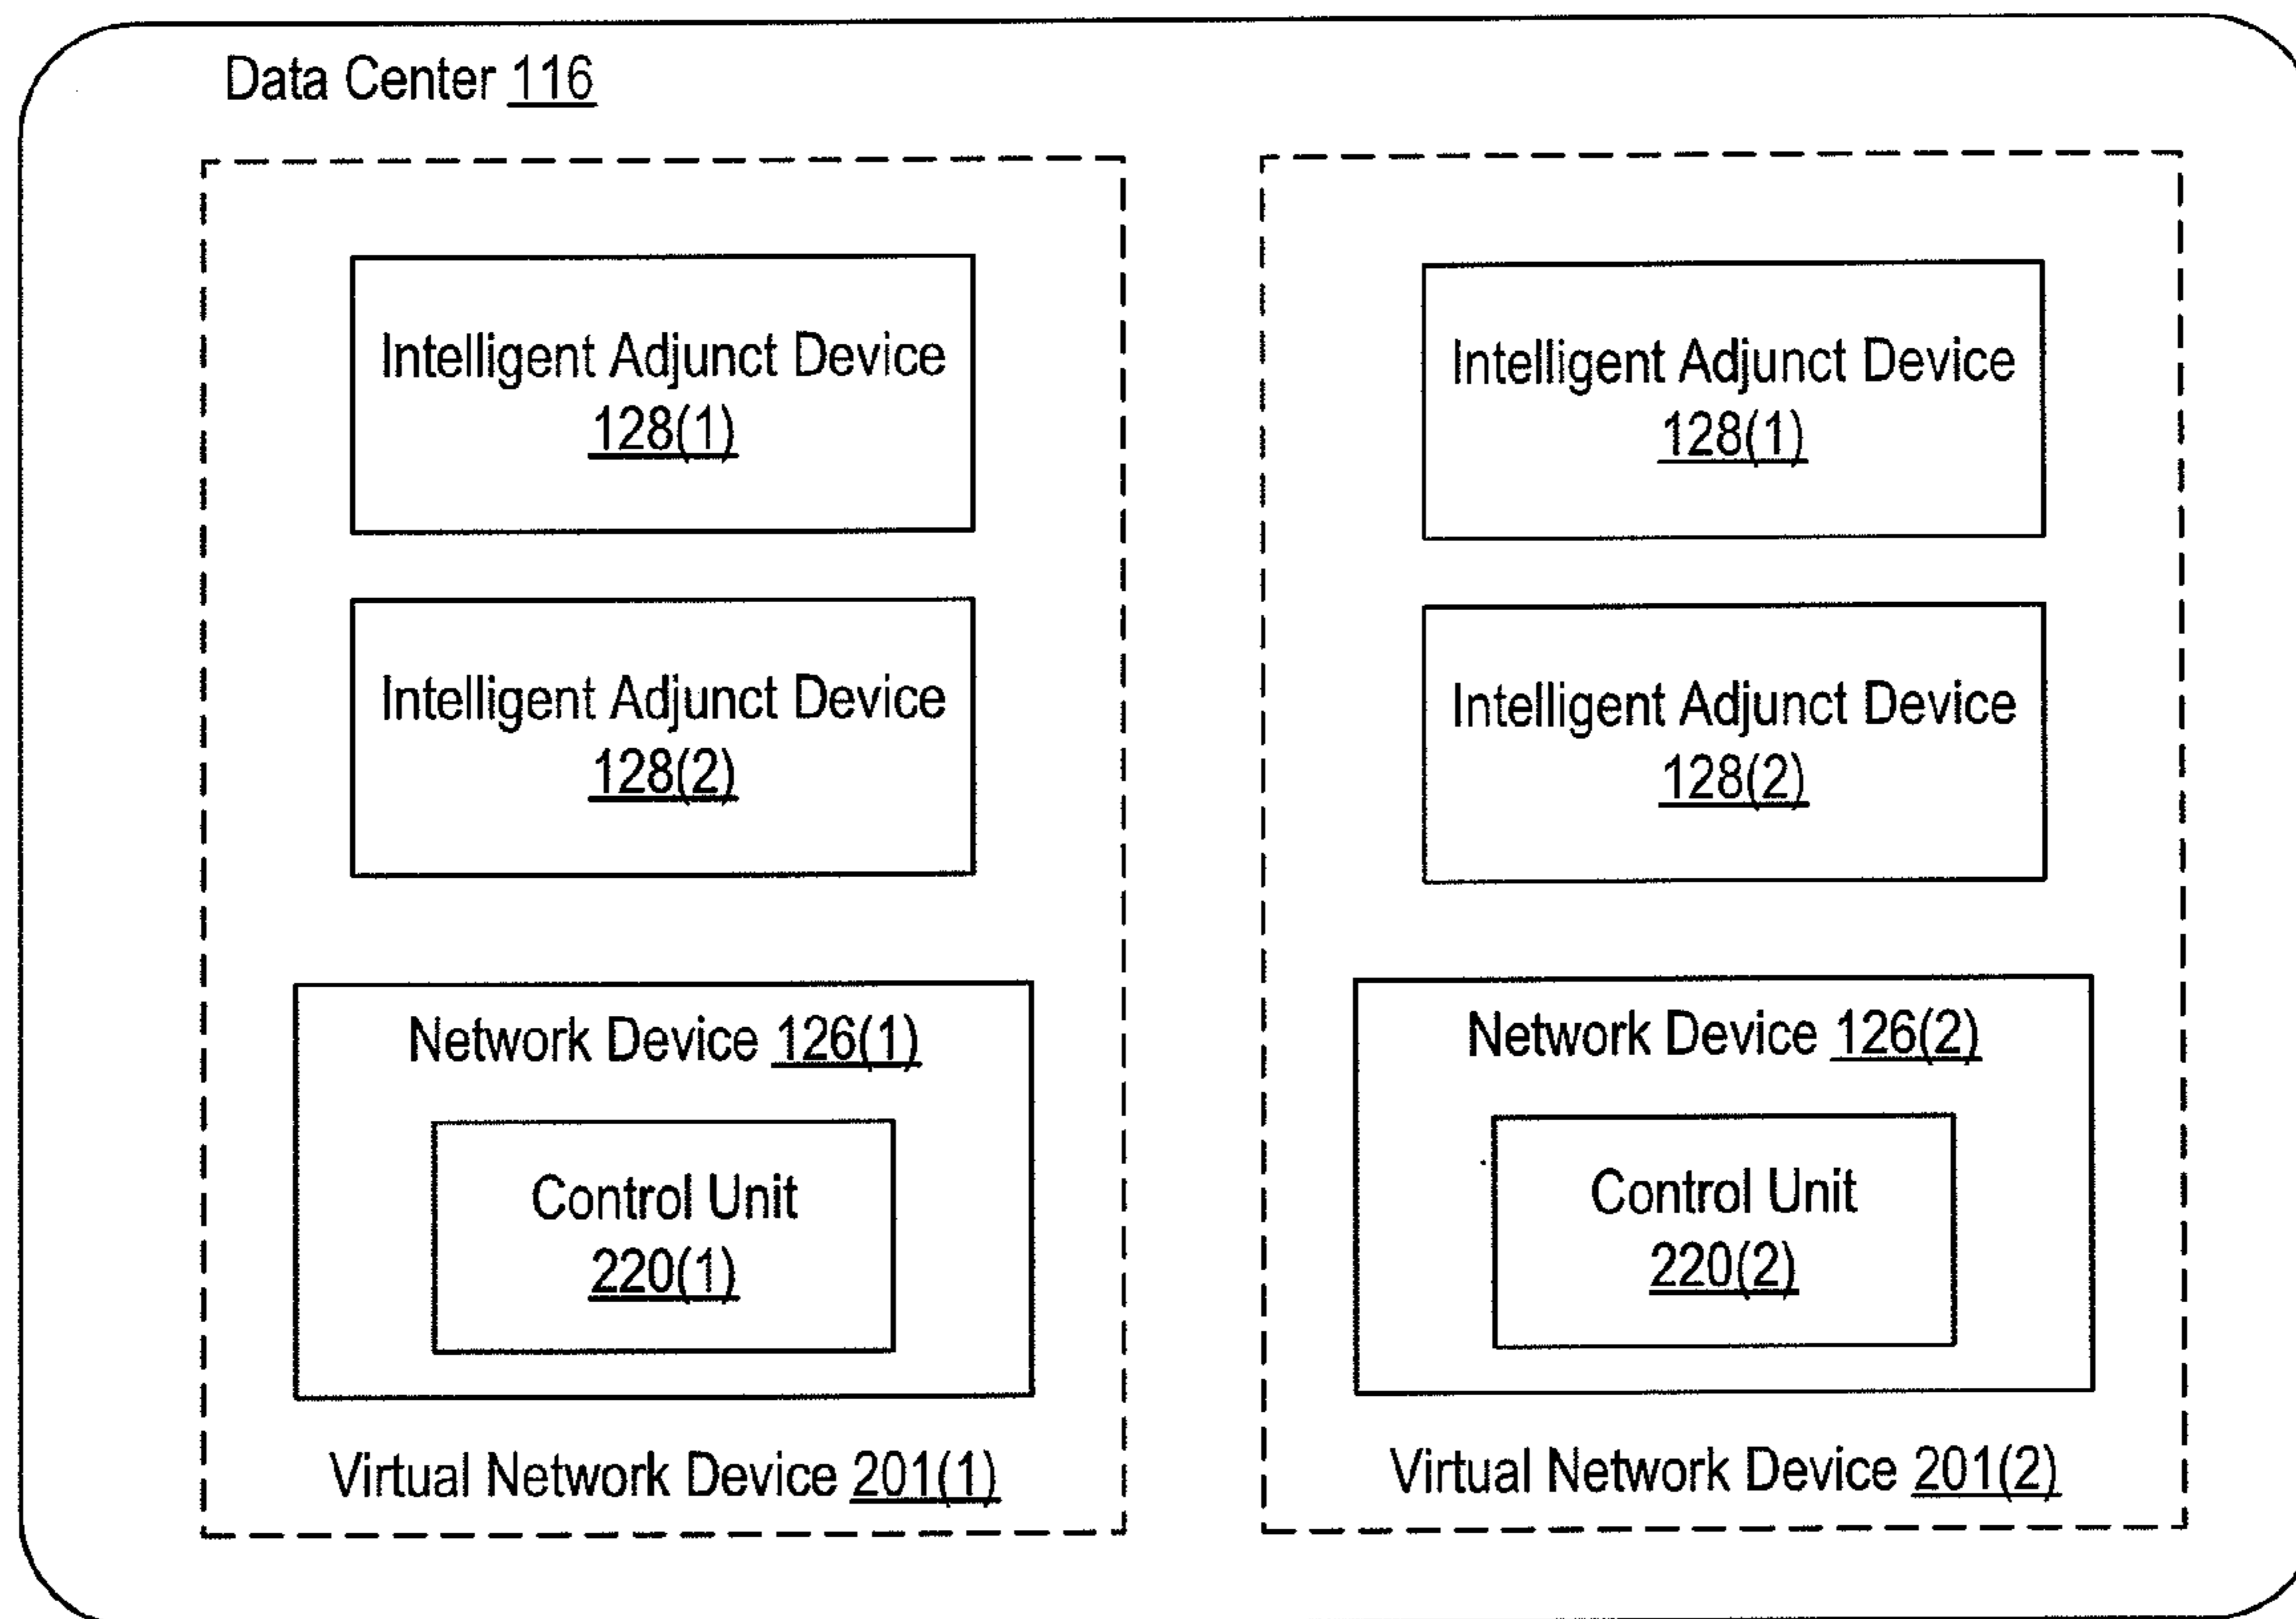 Data Center 116
Intelligent Adjunct Device
128(1)
Intelligent Adjunct Device
128(2)
Network Device 126(1)
Control Unit
220(1)
Virtual Network Device 201(1)
Intelligent Adjunct Device
128(1)
Intelligent Adjunct Device
128(2)
Network Device 126(2)
Control Unit
220(2)
Virtual Network Device 201(2)